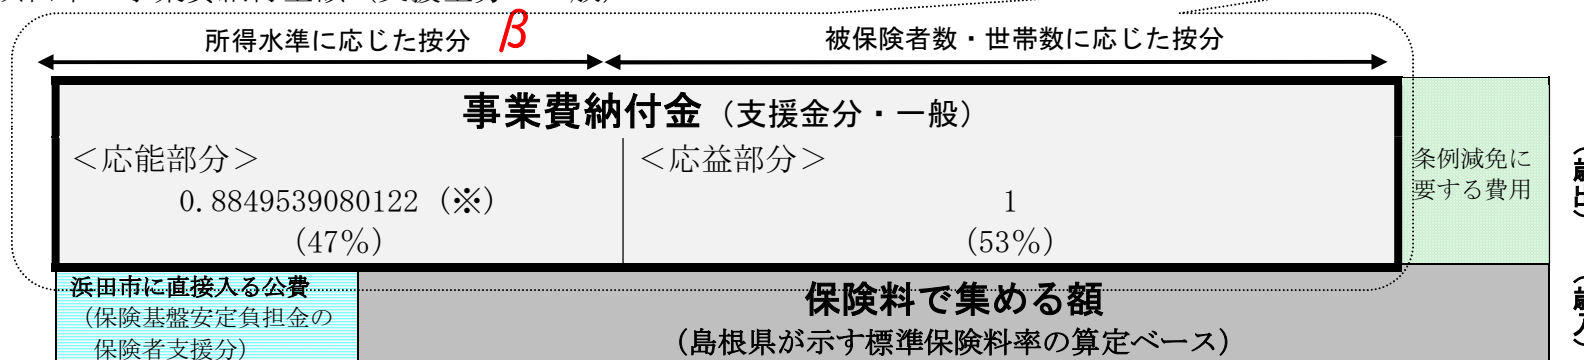 所得水準に応じた按分 β 被保険者数・世帯数に応じた按分
事業費納付金（支援金分・一般）
＜応能部分＞ ＜応益部分＞
0.8849539080122（※） 1
（47％） （53％）
条例減免に
要する費用
（歳出）
浜田市に直接入る公費
（保険基盤安定負担金の
保険者支援分）
保険料で集める額
（島根県が示す標準保険料率の算定ベース）
（歳入）